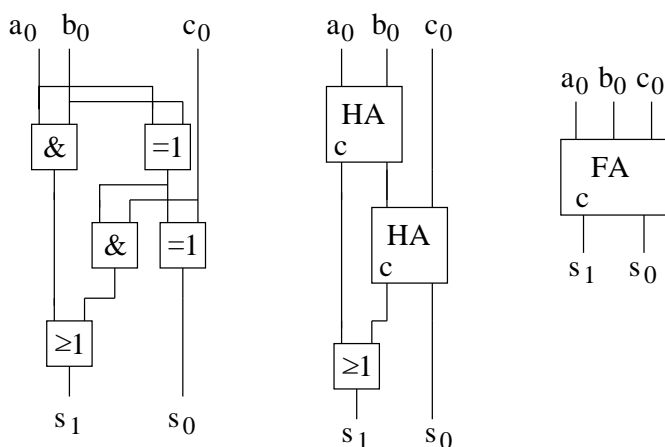 a₀ b₀ c₀
& =1
& =1
≥1
s₁ s₀
a₀ b₀ c₀
HA
c
HA
c
≥1
s₁ s₀
a₀ b₀ c₀
FA
c
s₁ s₀